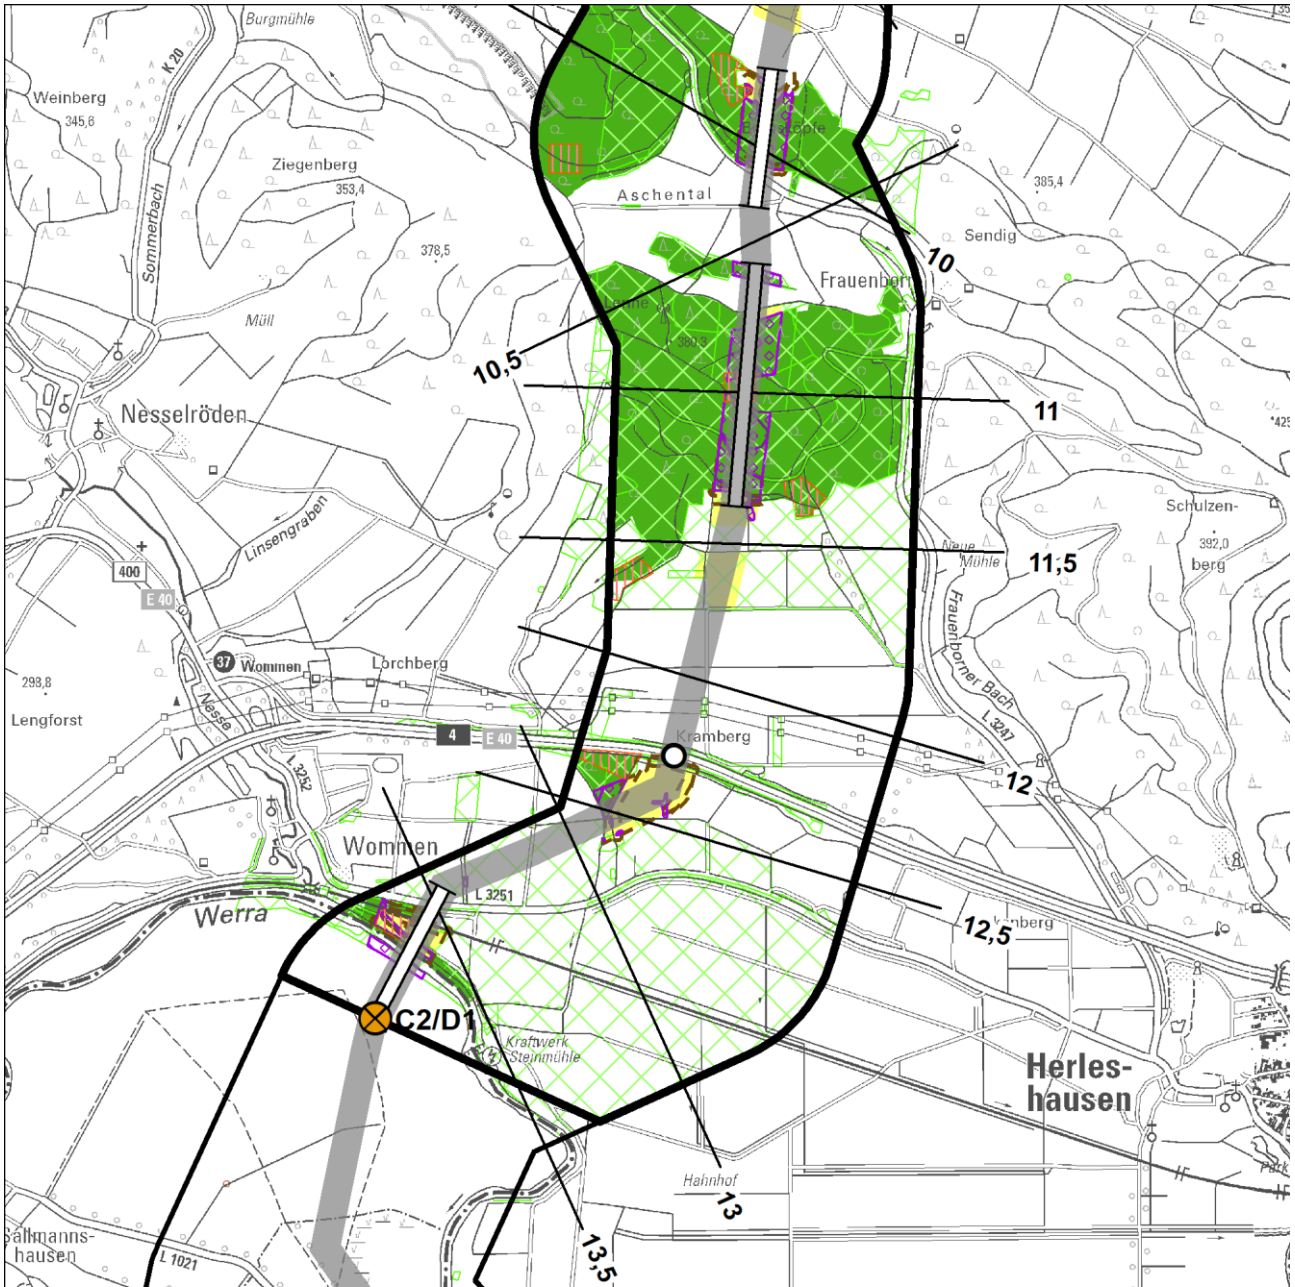 Burgmühle
K 20
Weinberg
345,6
Ziegenberg
353,4
Sommerbach
378,5
Müll
Aschental
385,4
Sendig
10
Frauenborn
380,3
10,5
11
Nesselröden
Linsengraben
Schulzen-
392,0
berg
Neue
Mühle
11,5
400
E 40
Frauenborner Bach
L 3247
37
Wommen
Lorchberg
298,8
Lengforst
Nesse
4
E 40
Kramberg
12
L 3252
Wommen
L 3251
12,5
Werra
C2/D1
Kraftwerk
Steinmühle
Herles-
hausen
Hahnhof
13
13,5
Park
Sallmanns-
hausen
L 1021